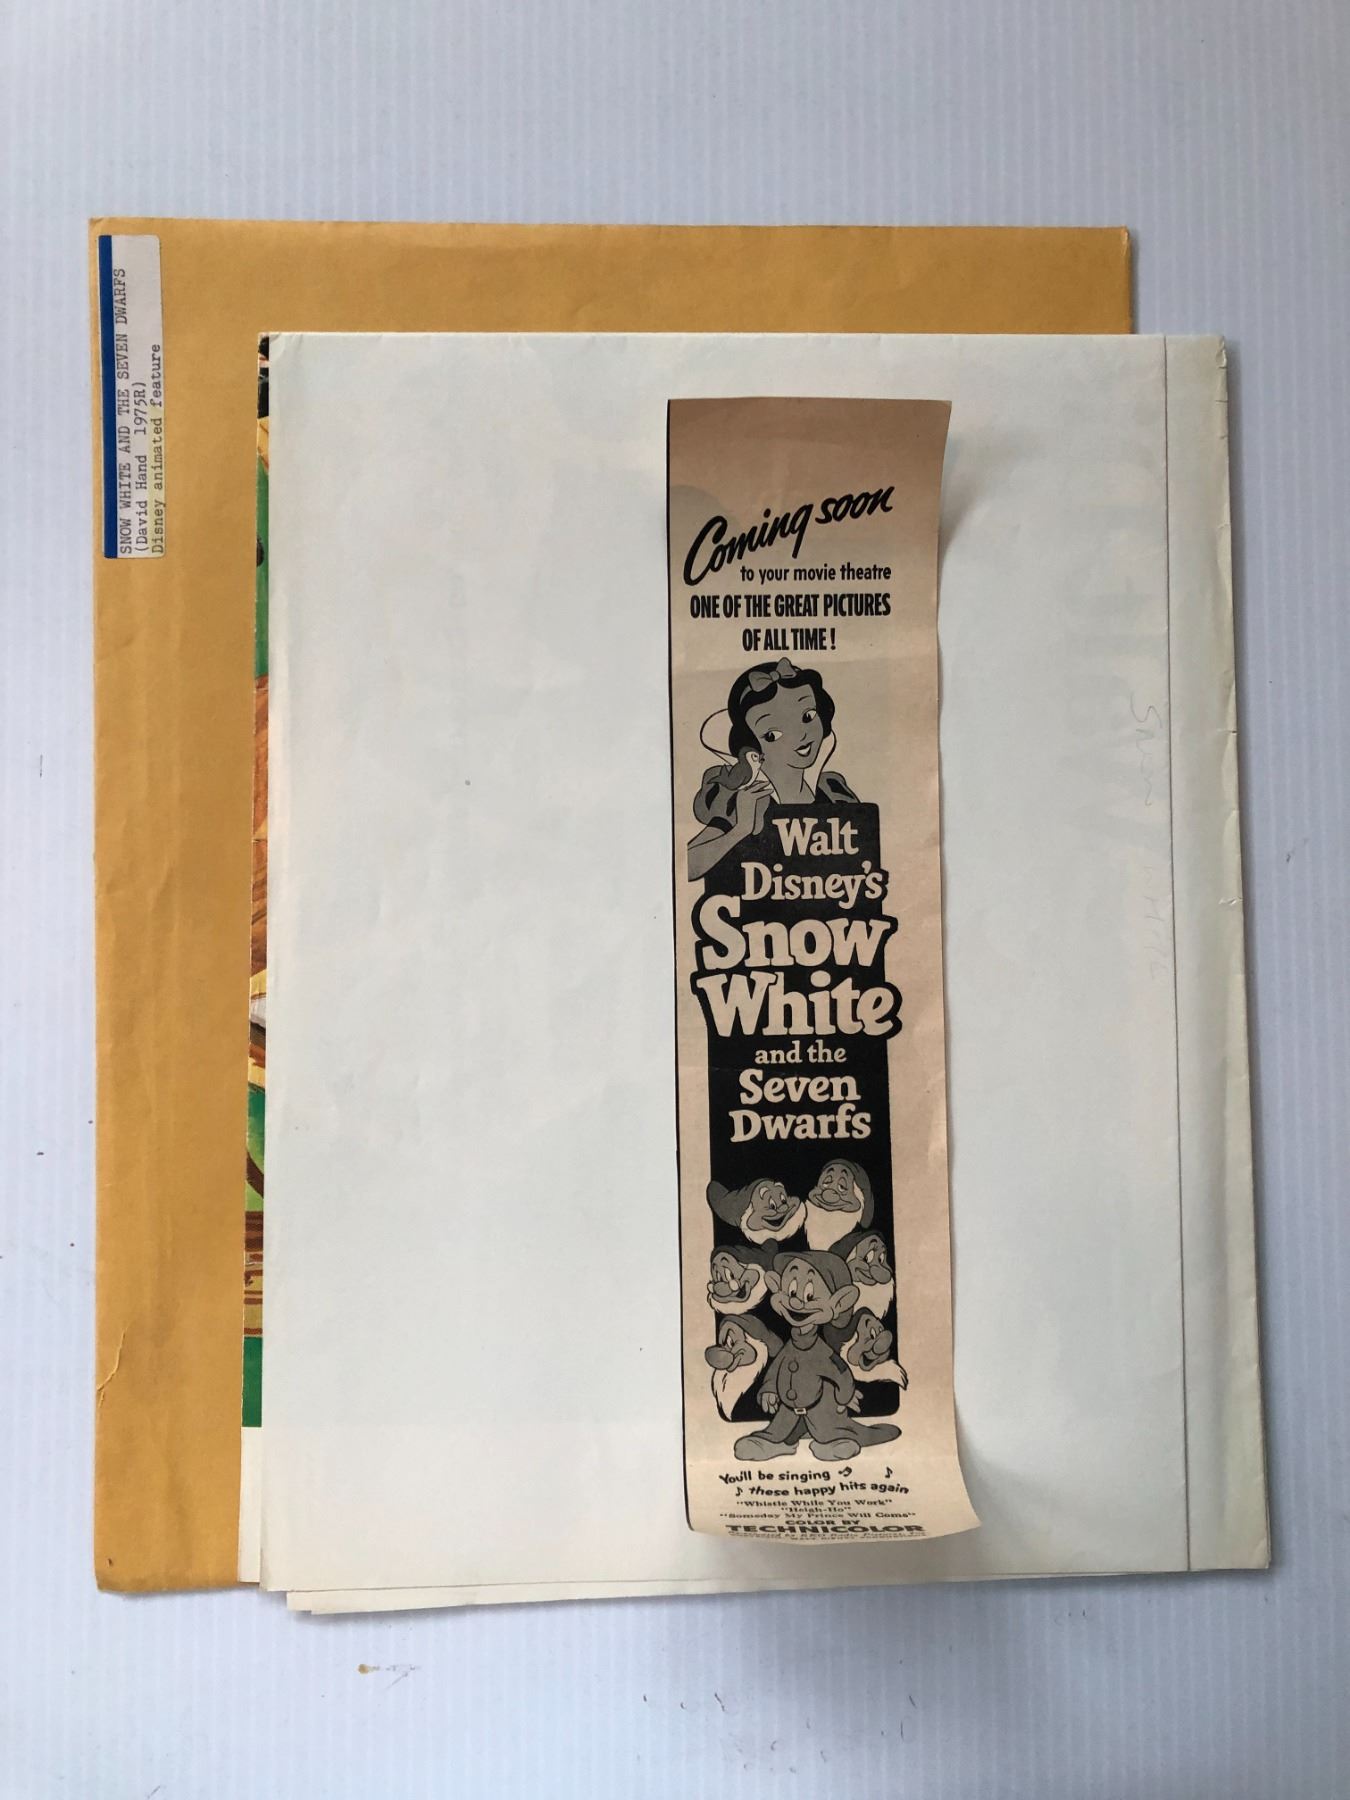 SNOW WHITE AND THE SEVEN DWARFS
(David Hand 1975R)
Disney animated feature
Coming soon
to your movie theatre
ONE OF THE GREAT PICTURES
OF ALL TIME!
Walt
Disney's
Snow
White
and the
Seven
Dwarfs
You'll be singing
these happy hits again
"Whistle While You Work"
"Heigh-Ho"
"Someday My Prince Will Come"
COLOR BY
TECHNICOLOR
Snow White